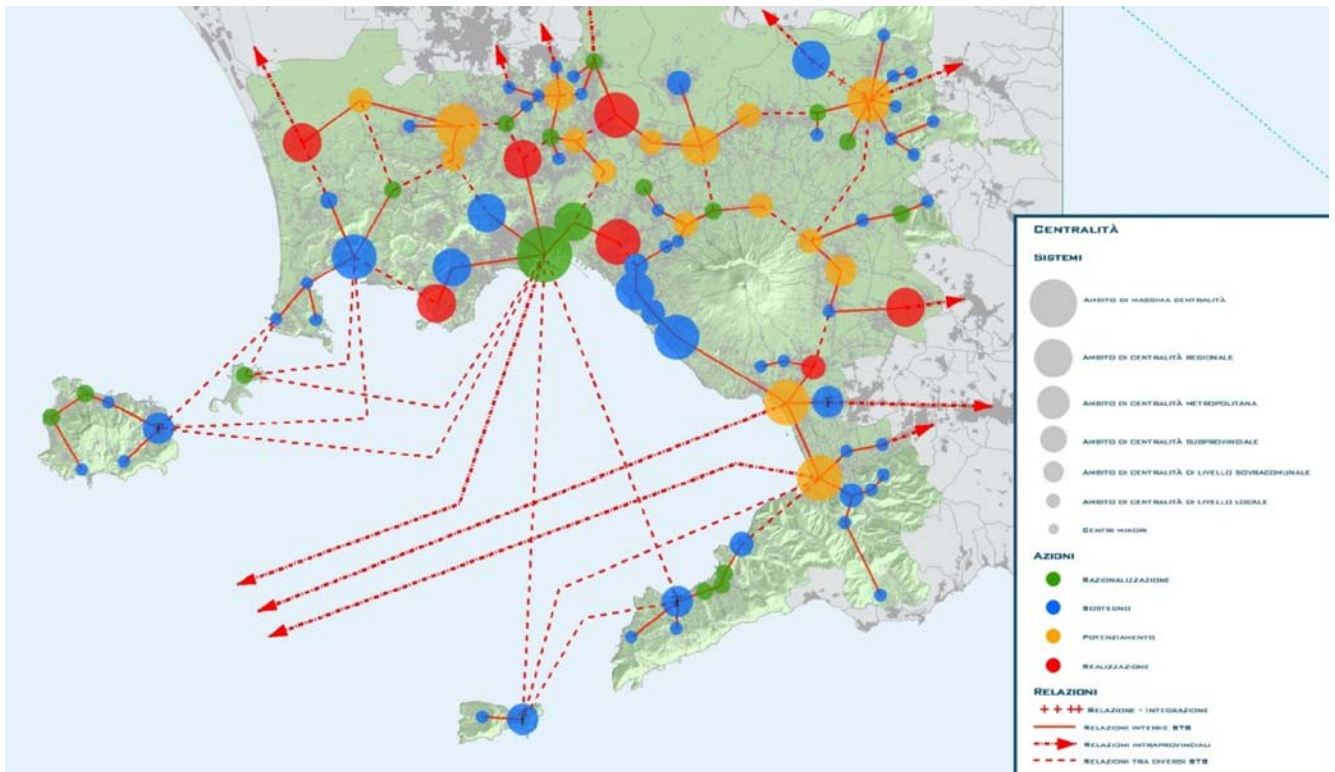 CENTRALITÀ
SISTEMI
AMBITO DI MASSIMA CENTRALITÀ
AMBITO DI CENTRALITÀ REGIONALE
AMBITO DI CENTRALITÀ METROPOLITANA
AMBITO DI CENTRALITÀ SUBPROVINCIALE
AMBITO DI CENTRALITÀ DI LIVELLO SOVRACOMUNALE
AMBITO DI CENTRALITÀ DI LIVELLO LOCALE
CENTRI MINORI
AZIONI
RAZIONALIZZAZIONE
SOSTEGNO
POTENZIAMENTO
REALIZZAZIONE
RELAZIONI
RELAZIONE - INTEGRAZIONE
RELAZIONI INTERNE STS
RELAZIONI INTRAPROVINCIALI
RELAZIONI TRA DIVERSI STS